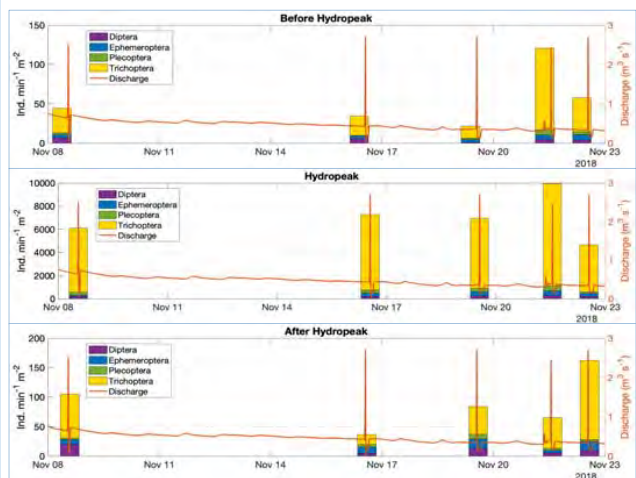 Before Hydropeak
150
100
50
0
Ind. min-1 m-2
Diptera
Ephemeroptera
Plecoptera
Trichoptera
Discharge
3
2
1
0
Discharge (m3 s-1)
Nov 08
Nov 11
Nov 14
Nov 17
Nov 20
Nov 23
2018
Hydropeak
10000
8000
6000
4000
2000
0
Ind. min-1 m-2
Diptera
Ephemeroptera
Plecoptera
Trichoptera
Discharge
3
2
1
0
Discharge (m3 s-1)
Nov 08
Nov 11
Nov 14
Nov 17
Nov 20
Nov 23
2018
After Hydropeak
200
150
100
50
0
Ind. min-1 m-2
Diptera
Ephemeroptera
Plecoptera
Trichoptera
Discharge
3
2
1
0
Discharge (m3 s-1)
Nov 08
Nov 11
Nov 14
Nov 17
Nov 20
Nov 23
2018